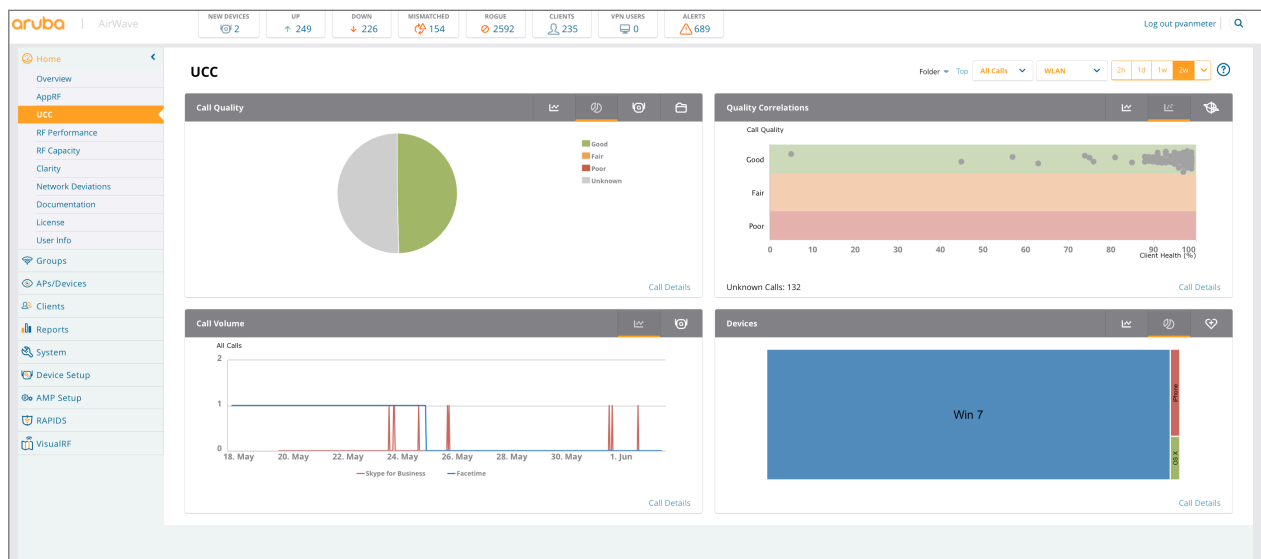 aruba AirWave
NEW DEVICES UP DOWN MISMATCHED ROGUE CLIENTS VPN USERS ALERTS
2 249 226 154 2592 235 0 689
Log out pvanmeter
Home
Overview
AppRF
UCC
RF Performance
RF Capacity
Clarity
Network Deviations
Documentation
License
User Info
Groups
APs/Devices
Clients
Reports
System
Device Setup
AMP Setup
RAPIDS
VisualRF
UCC
Folder Top All Calls WLAN 2h 1d 1w 2w
Call Quality
Good
Fair
Poor
Unknown
Call Details
Quality Correlations
Call Quality
Good
Fair
Poor
0 10 20 30 40 50 60 70 80 90 100
Client Health (%)
Unknown Calls: 132
Call Details
Call Volume
All Calls
2
1
0
18. May 20. May 22. May 24. May 26. May 28. May 30. May 1. Jun
Skype for Business Facetime
Call Details
Devices
Win 7
iPhone
OS X
Call Details